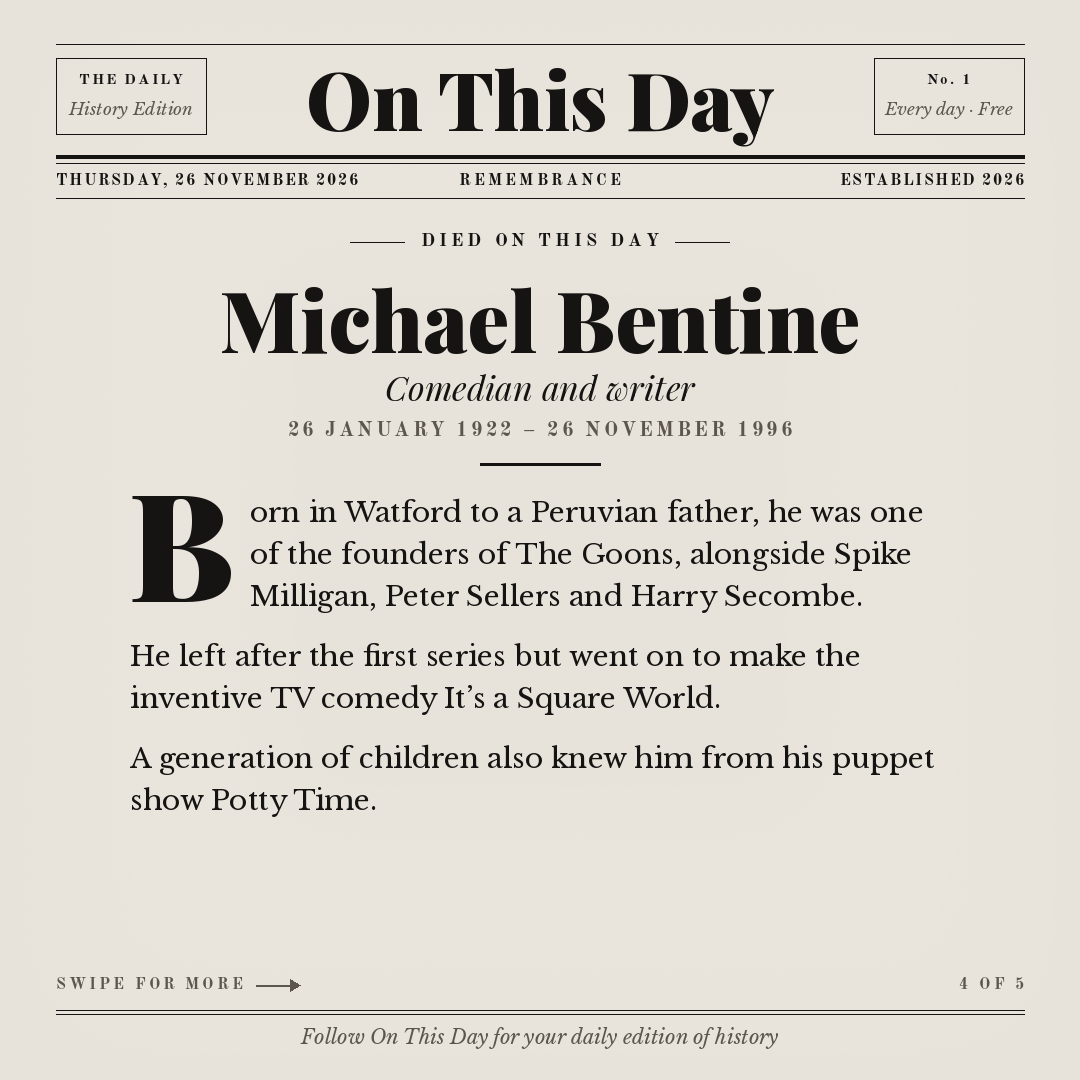 THE DAILY
History Edition
On This Day
No. 1
Every day · Free
THURSDAY, 26 NOVEMBER 2026
REMEMBRANCE
ESTABLISHED 2026
DIED ON THIS DAY
Michael Bentine
Comedian and writer
26 JANUARY 1922 – 26 NOVEMBER 1996
Born in Watford to a Peruvian father, he was one
of the founders of The Goons, alongside Spike
Milligan, Peter Sellers and Harry Secombe.
He left after the first series but went on to make the
inventive TV comedy It’s a Square World.
A generation of children also knew him from his puppet
show Potty Time.
SWIPE FOR MORE
4 OF 5
Follow On This Day for your daily edition of history